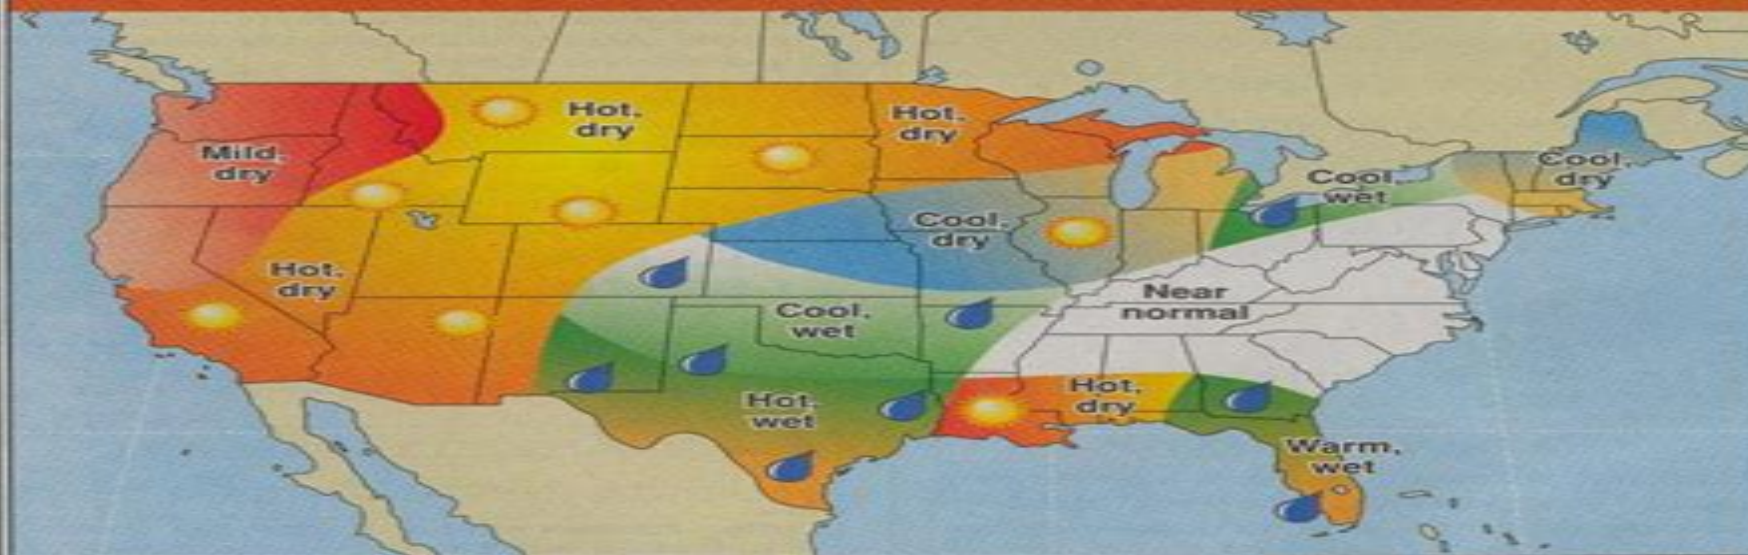 Hot,
dry
Hot,
dry
Mild,
dry
Cool,
dry
Cool,
wet
Cool,
dry
Hot,
dry
Near
normal
Cool,
wet
Hot,
dry
Hot,
wet
Warm,
wet